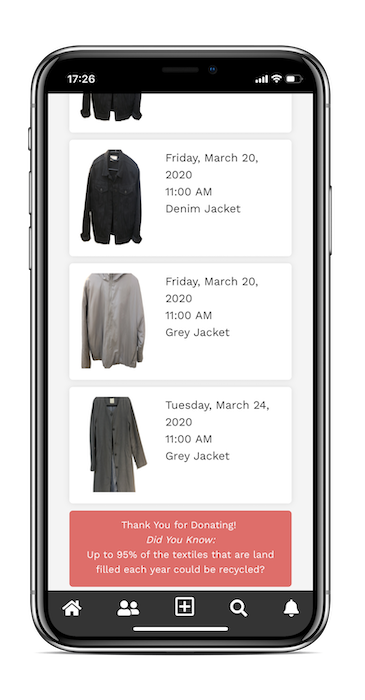 17:26
Friday, March 20,
2020
11:00 AM
Denim Jacket
Friday, March 20,
2020
11:00 AM
Grey Jacket
Tuesday, March 24,
2020
11:00 AM
Grey Jacket
Thank You for Donating!
Did You Know:
Up to 95% of the textiles that are land
filled each year could be recycled?